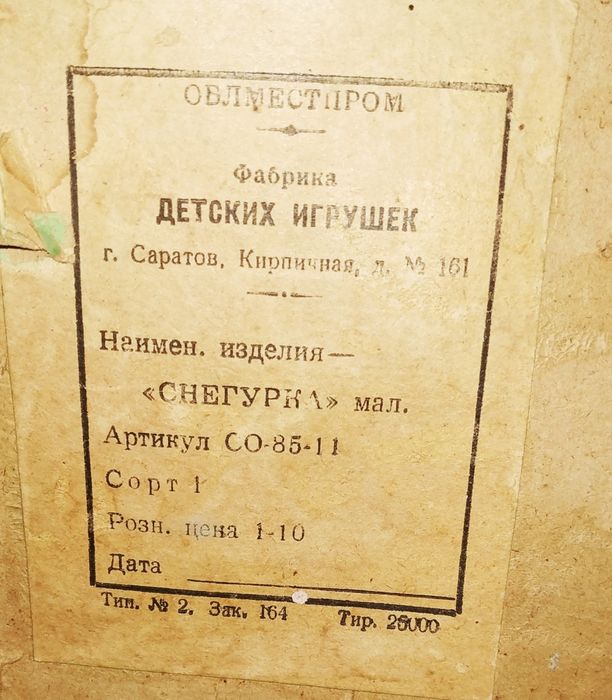 ОБЛМЕСТПРОМ
Фабрика
ДЕТСКИХ ИГРУШЕК
г. Саратов, Кирпичная, д. № 161
Наимен. изделия—
«СНЕГУРКА» мал.
Артикул СО-85-11
Сорт 1
Розн. цена 1-10
Дата
Тип. № 2. Зак. 164 Тир. 25000